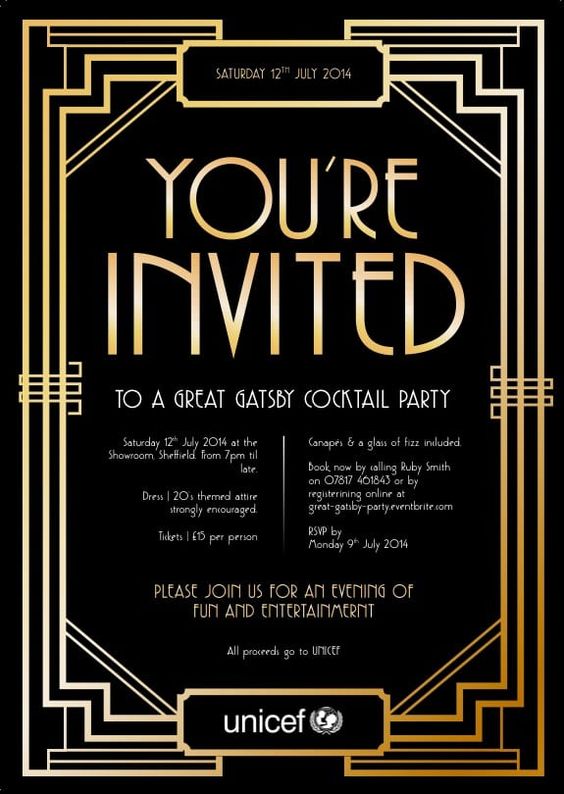 SATURDAY 12TH JULY 2014
YOU'RE
INVITED
TO A GREAT GATSBY COCKTAIL PARTY
Saturday 12th July 2014 at the
Showroom, Sheffield. From 7pm til
late.
Dress | 20's themed attire
strongly encouraged.
Tickets | £15 per person
Canapés & a glass of fizz included.
Book now by calling Ruby Smith
on 07817 461843 or by
registerining online at
great-gatsby-party.eventbrite.com
RSVP by
Monday 9th July 2014
PLEASE JOIN US FOR AN EVENING OF
FUN AND ENTERTAINMERNT
All proceeds go to UNICEF
unicef